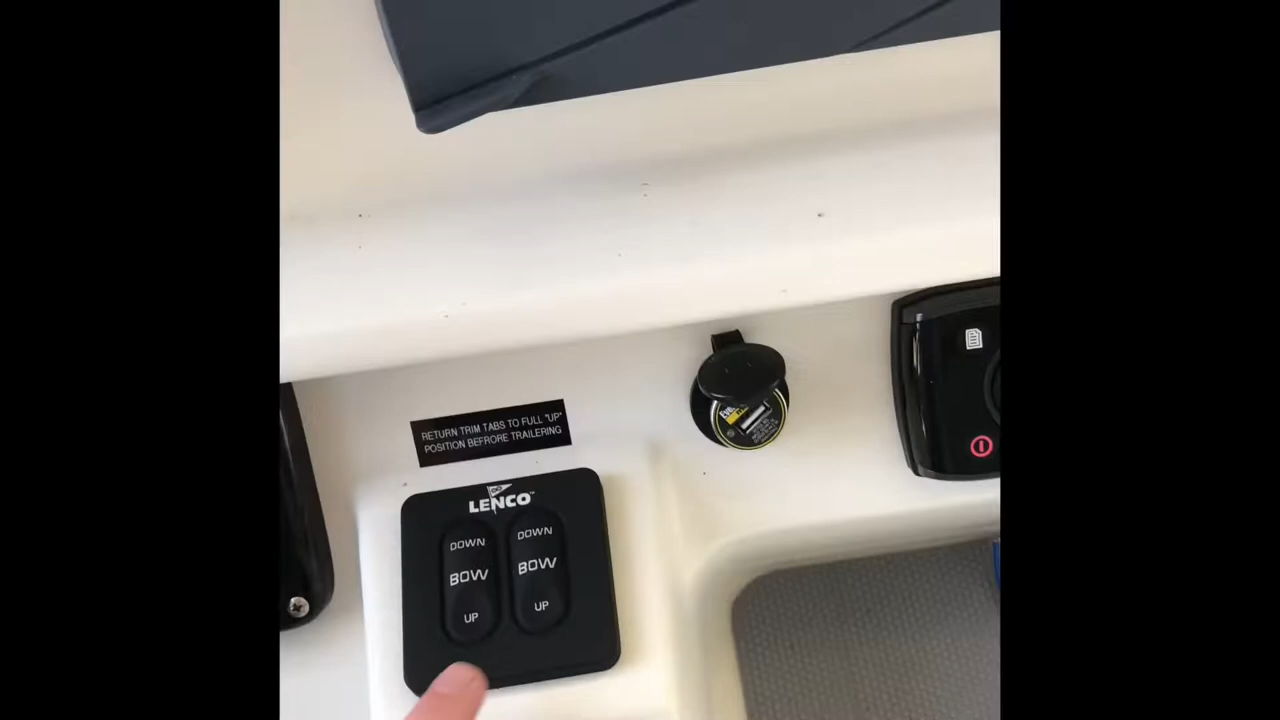 RETURN TRIM TABS TO FULL "UP"
POSITION BEFRORE TRAILERING
LENCO
DOWN DOWN
BOW BOW
UP UP